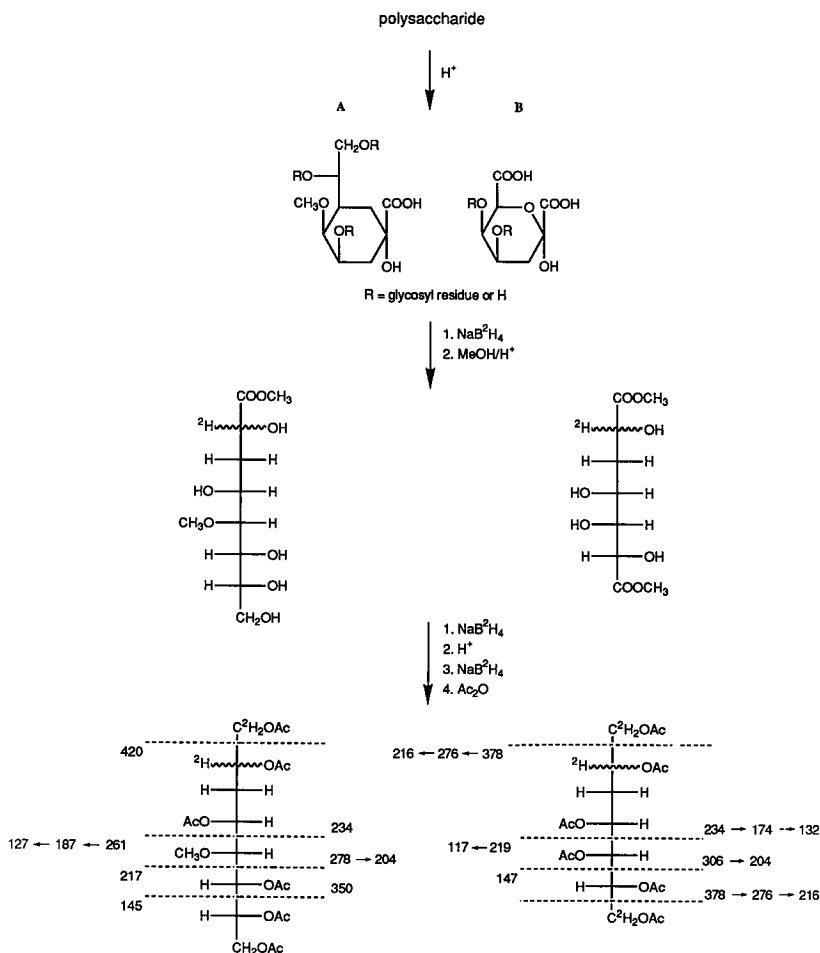 polysaccharide
H⁺
A B
CH₂OR
RO
CH₃O
OR
COOH
OH
COOH
RO
O
COOH
OR
OH
R = glycosyl residue or H
1. NaB²H₄
2. MeOH/H⁺
COOCH₃
²H OH
H H
HO H
CH₃O H
H OH
H OH
CH₂OH
COOCH₃
²H OH
H H
HO H
HO H
H OH
COOCH₃
1. NaB²H₄
2. H⁺
3. NaB²H₄
4. Ac₂O
C²H₂OAc
420
²H OAc
H H
AcO H
234
127 ← 187 ← 261
CH₃O H
278 → 204
217
H OAc
350
145
H OAc
CH₂OAc
C²H₂OAc
216 ← 276 ← 378
²H OAc
H H
AcO H
234 → 174 → 132
117 ← 219
AcO H
306 → 204
147
H OAc
378 → 276 → 216
C²H₂OAc